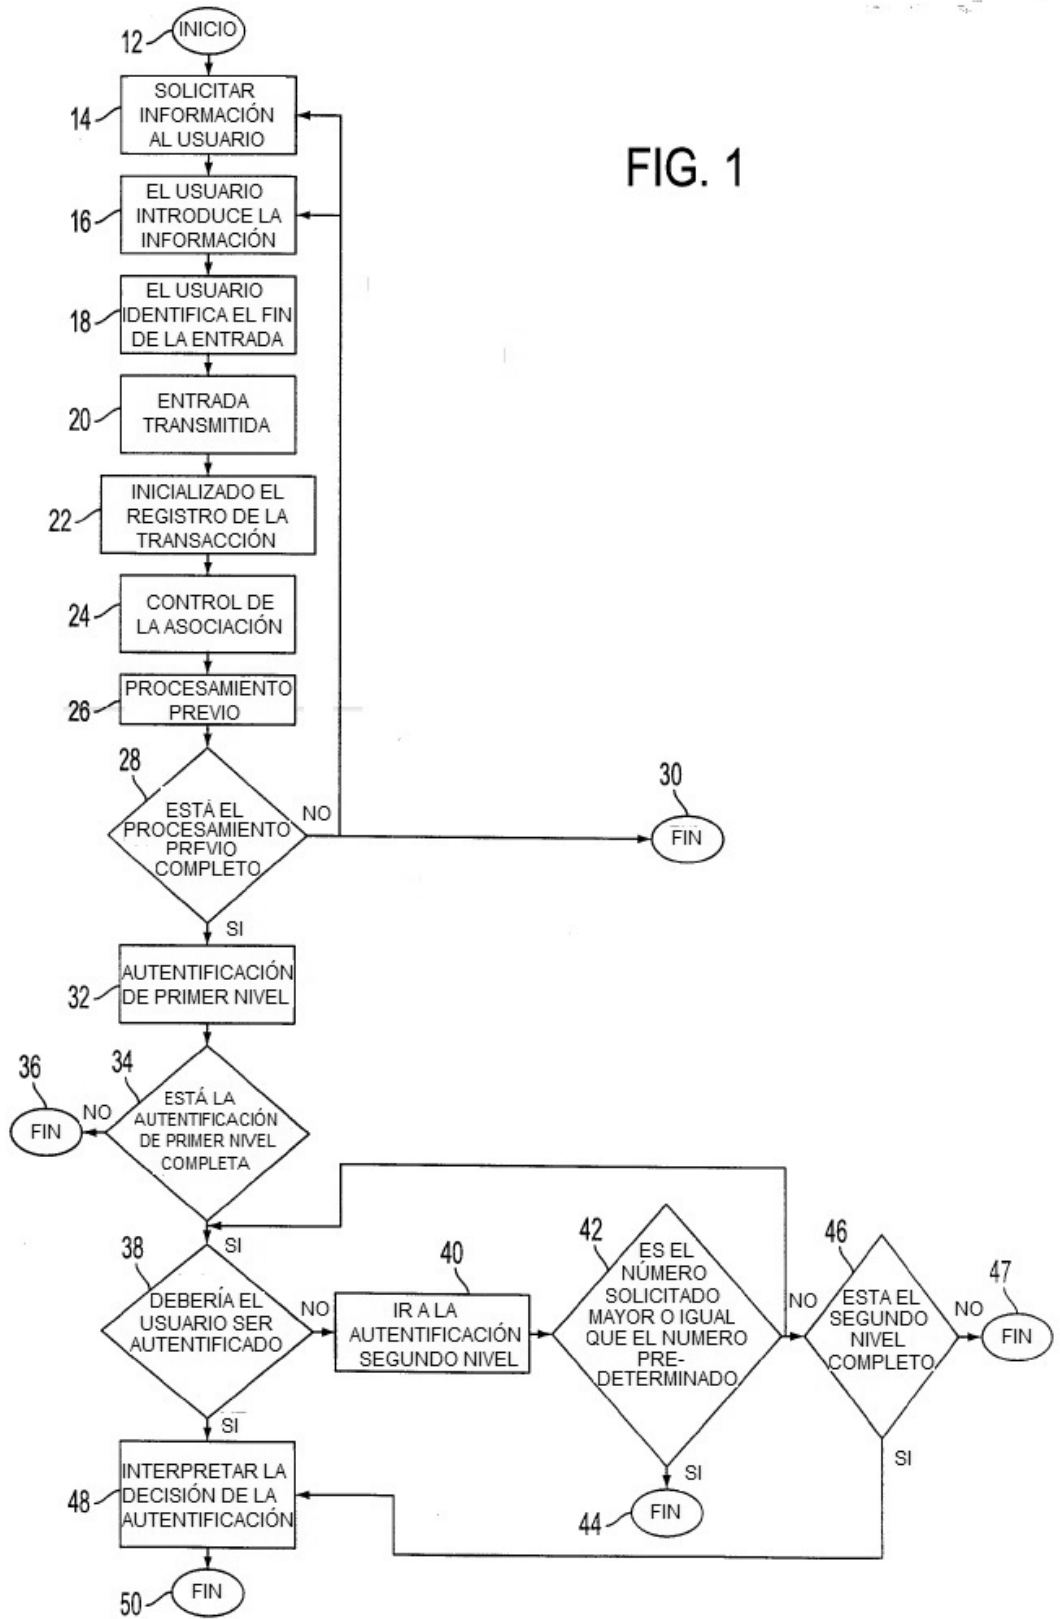 INICIO
12
SOLICITAR
INFORMACIÓN
AL USUARIO
14
FIG. 1
EL USUARIO
INTRODUCE LA
INFORMACIÓN
16
EL USUARIO
IDENTIFICA EL FIN
DE LA ENTRADA
18
ENTRADA
TRANSMITIDA
20
INICIALIZADO EL
REGISTRO DE LA
TRANSACCIÓN
22
CONTROL DE
LA ASOCIACIÓN
24
PROCESAMIENTO
PREVIO
26
28
ESTÁ EL
PROCESAMIENTO
PREVIO
COMPLETO
NO
30
FIN
SI
AUTENTIFICACIÓN
DE PRIMER NIVEL
32
34
ESTÁ LA
AUTENTIFICACIÓN
DE PRIMER NIVEL
COMPLETA
NO
36
FIN
SI
38
DEBERÍA EL
USUARIO SER
AUTENTIFICADO
NO
40
IR A LA
AUTENTIFICACIÓN
SEGUNDO NIVEL
42
ES EL
NÚMERO
SOLICITADO
MAYOR O IGUAL
QUE EL NUMERO
PRE-
DETERMINADO
NO
46
ESTA EL
SEGUNDO
NIVEL
COMPLETO
NO
47
FIN
SI
SI
SI
44
FIN
INTERPRETAR LA
DECISIÓN DE LA
AUTENTIFICACIÓN
48
FIN
50